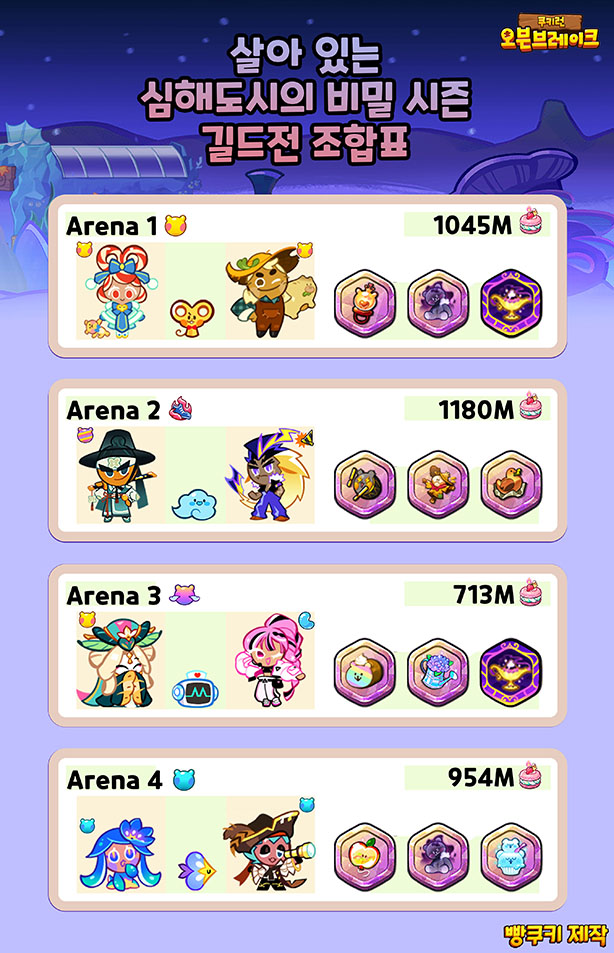 쿠키런
오븐브레이크
살아 있는
심해도시의 비밀 시즌
길드전 조합표
Arena 1
1045M
Arena 2
1180M
Arena 3
713M
Arena 4
954M
빵쿠키 제작